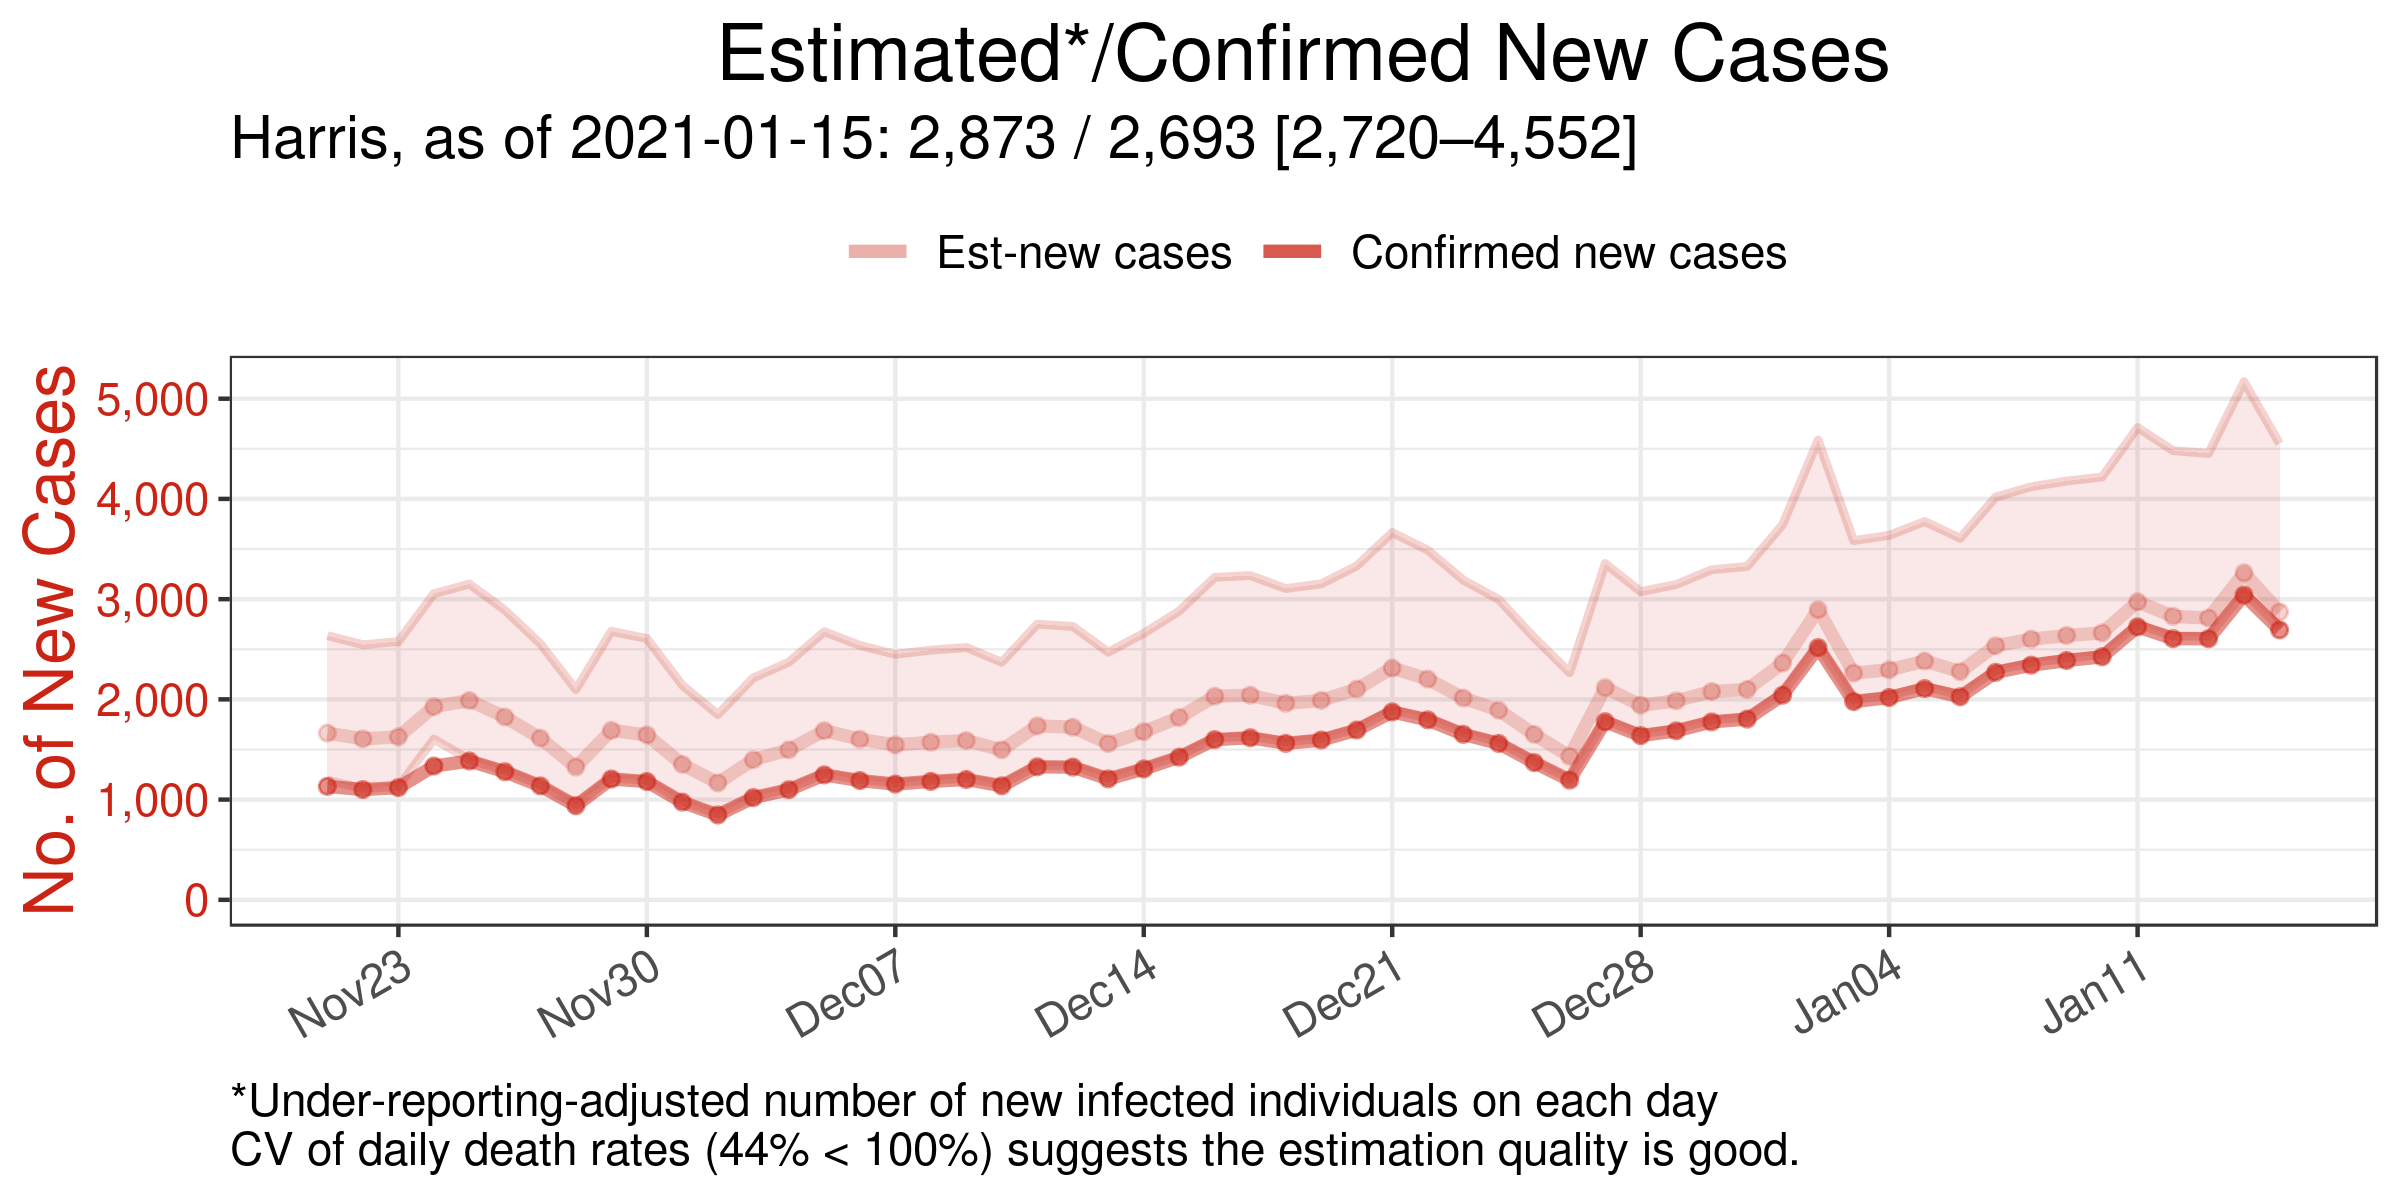 Estimated*/Confirmed New Cases
Harris, as of 2021-01-15: 2,873 / 2,693 [2,720–4,552]
Est-new cases
Confirmed new cases
No. of New Cases
5,000
4,000
3,000
2,000
1,000
0
Nov23
Nov30
Dec07
Dec14
Dec21
Dec28
Jan04
Jan11
*Under-reporting-adjusted number of new infected individuals on each day
CV of daily death rates (44% < 100%) suggests the estimation quality is good.